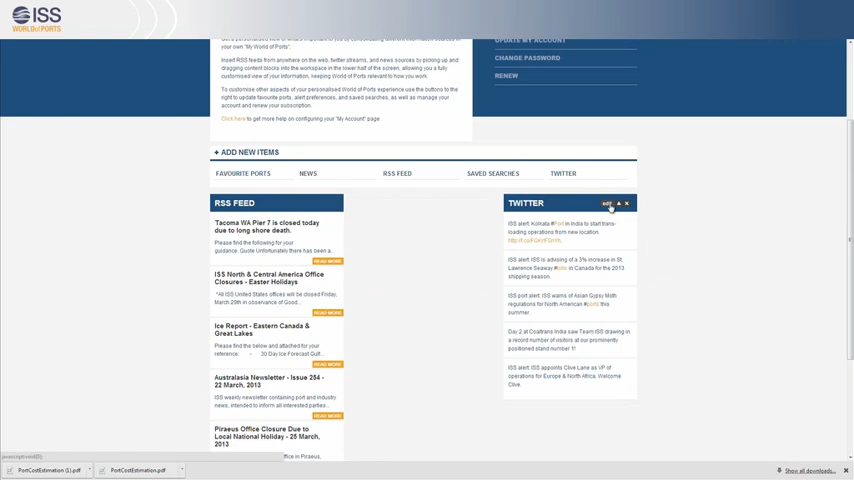 ISS
WORLD of PORTS
your own "My World of Ports".
Insert RSS feeds from anywhere on the web, twitter streams, and news sources by picking up and
dragging content blocks into the workspace in the lower half of the screen, allowing you a fully
customised view of your information, keeping World of Ports relevant to how you work.
To customise other aspects of your personalised World of Ports experience use the buttons to the
right to update favourite ports, alert preferences, and saved searches, as well as manage your
account and renew your subscription.
Click here to get more help on configuring your "My Account" page.
UPDATE MY ACCOUNT
CHANGE PASSWORD
RENEW
+ ADD NEW ITEMS
FAVOURITE PORTS
NEWS
RSS FEED
SAVED SEARCHES
TWITTER
RSS FEED
Tacoma WA Pier 7 is closed today
due to long shore death.
Please find the following for your
guidance: Quote Unfortunately there has been a...
READ MORE
ISS North & Central America Office
Closures - Easter Holidays
*All ISS United States offices will be closed Friday,
March 29th in observance of Good...
READ MORE
Ice Report - Eastern Canada &
Great Lakes
Please find the below and attached for your
reference: - 30 Day Ice Forecast Gulf...
READ MORE
Australasia Newsletter - Issue 254 -
22 March, 2013
ISS weekly newsletter containing port and industry
news, intended to inform all interested parties...
READ MORE
Piraeus Office Closure Due to
Local National Holiday - 25 March,
2013
office in Piraeus,
TWITTER
edit
ISS alert: Kolkata #Port in India to start trans-
loading operations from new location.
ISS alert: ISS is advising of a 3% increase in St.
Lawrence Seaway #tolls in Canada for the 2013
shipping season.
ISS port alert: ISS warns of Asian Gypsy Moth
regulations for North American #ports this
summer.
Day 2 at Coaltrans India saw Team ISS drawing in
a record number of visitors at our prominently
positioned stand number 1!
ISS alert: ISS appoints Clive Lane as VP of
operations for Europe & North Africa. Welcome
Clive.
javascript:void(0);
PortCostEstimation (1).pdf
PortCostEstimation.pdf
Show all downloads...